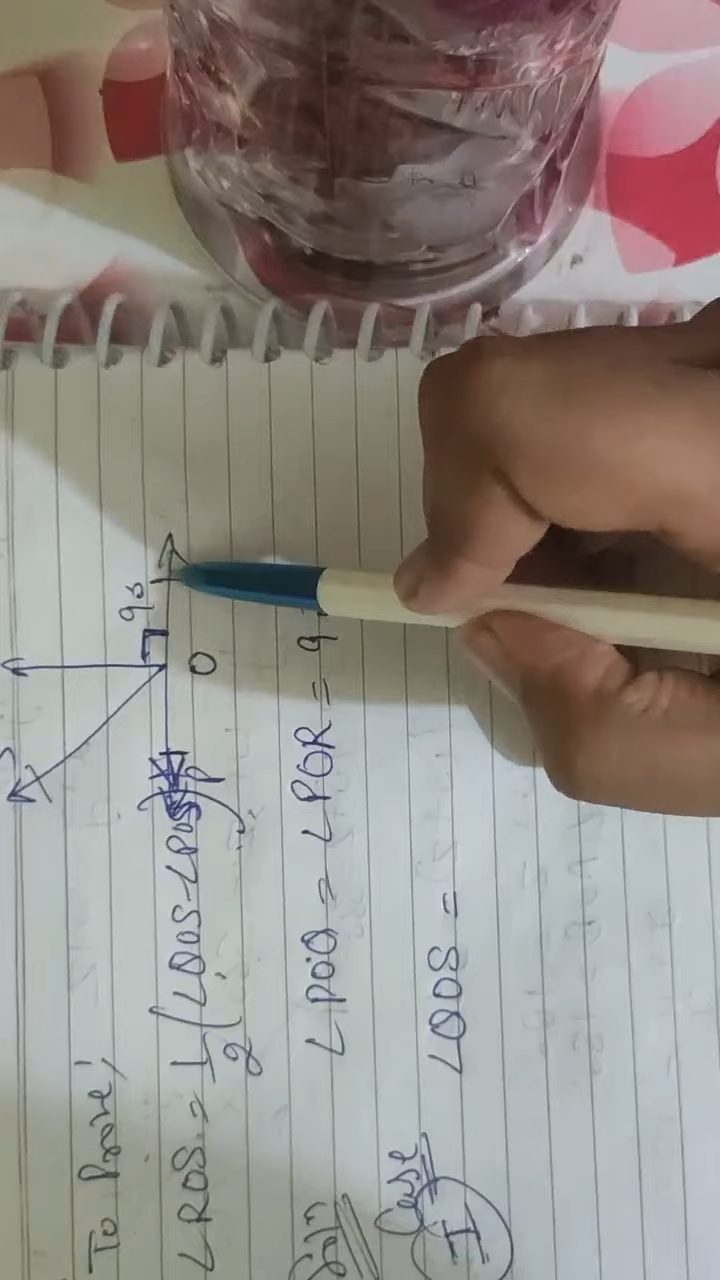 90
O
P
To Prove:
∠ROS = 1/2 (∠QOS - ∠POS)
Soln ∠POQ = ∠POR = 9
Case I ∠QOS =